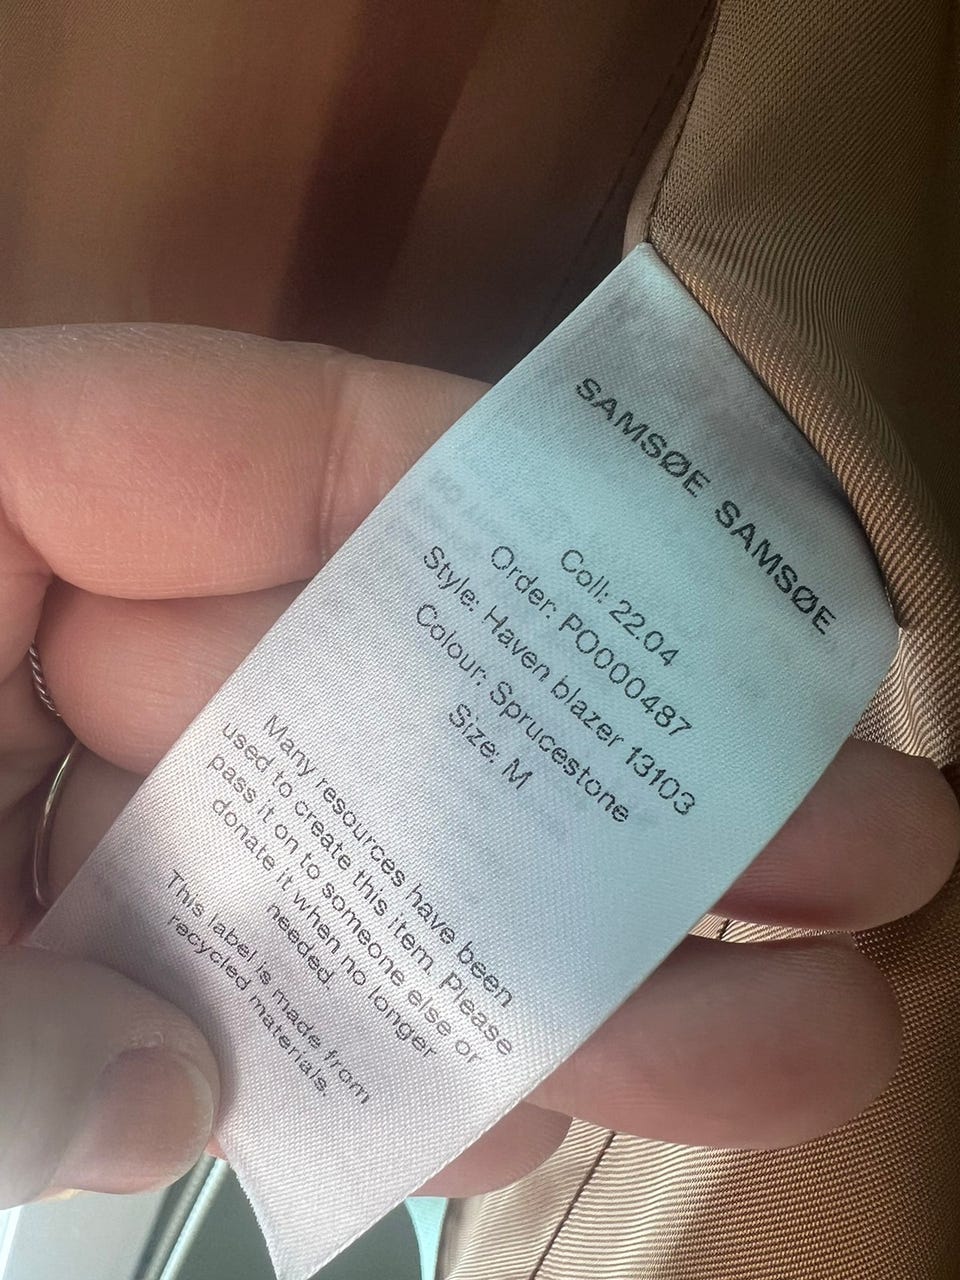 SAMSØE SAMSØE
Coll: 22.04
Order: PO000487
Style: Haven blazer 13103
Colour: Sprucestone
Size: M
Many resources have been
used to create this item. Please
pass it on to someone else or
donate it when no longer
needed.
This label is made from
recycled materials.